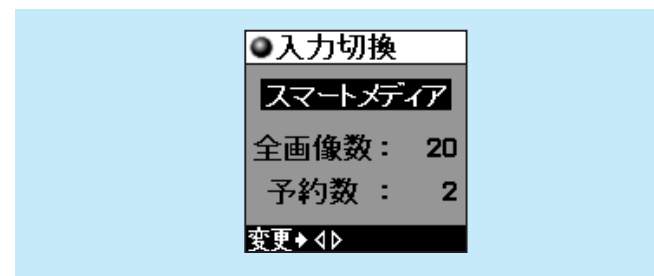 ●入力切換
スマートメディア
全画像数： 20
予約数 ： 2
変更➧◁▷